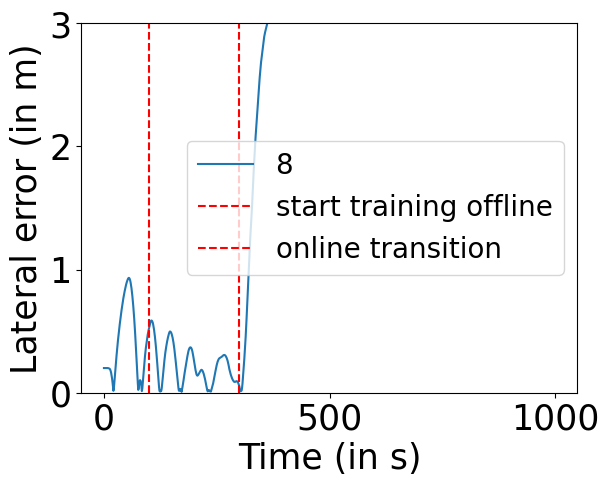 3
2
1
0
Lateral error (in m)
8
start training offline
online transition
0
500
1000
Time (in s)